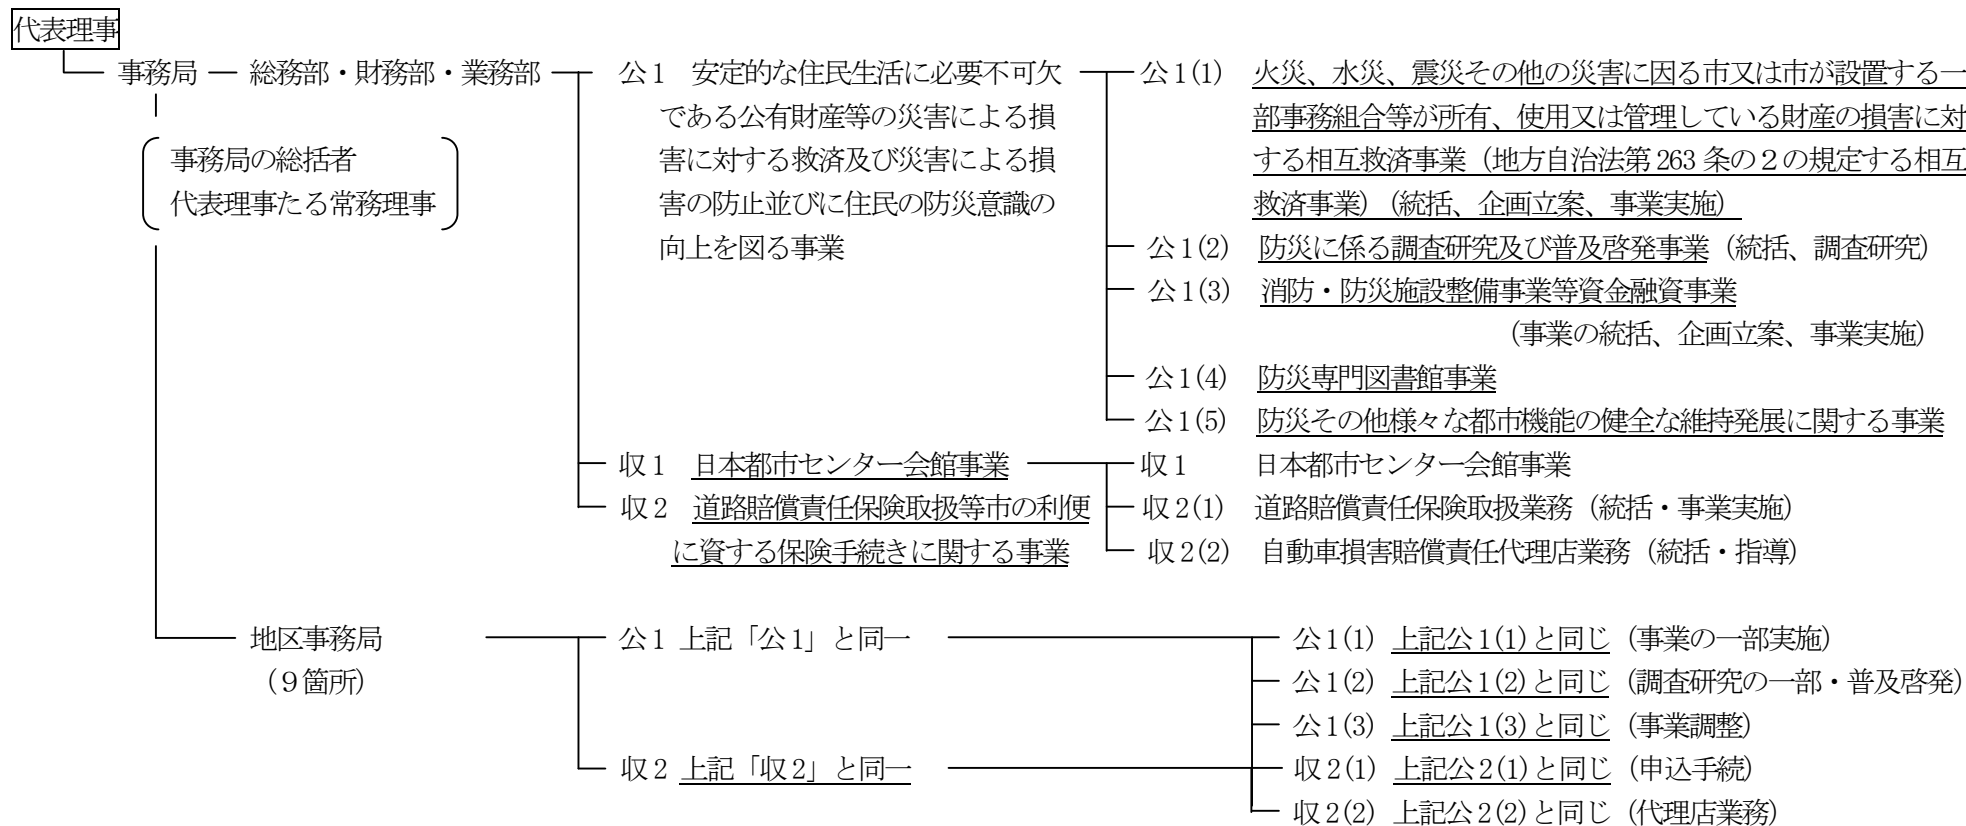 代表理事
事務局 総務部・財務部・業務部 公1 安定的な住民生活に必要不可欠 公1(1) 火災、水災、震災その他の災害に因る市又は市が設置する一
である公有財産等の災害による損 部事務組合等が所有、使用又は管理している財産の損害に対
事務局の総括者 害に対する救済及び災害による損 する相互救済事業(地方自治法第263条の2の規定する相互
代表理事たる常務理事 害の防止並びに住民の防災意識の 救済事業)(統括、企画立案、事業実施)
向上を図る事業 公1(2) 防災に係る調査研究及び普及啓発事業(統括、調査研究)
公1(3) 消防・防災施設整備事業等資金融資事業
(事業の統括、企画立案、事業実施)
公1(4) 防災専門図書館事業
公1(5) 防災その他様々な都市機能の健全な維持発展に関する事業
収1 日本都市センター会館事業 収1 日本都市センター会館事業
収2 道路賠償責任保険取扱等市の利便 収2(1) 道路賠償責任保険取扱業務(統括・事業実施)
に資する保険手続きに関する事業 収2(2) 自動車損害賠償責任代理店業務(統括・指導)
地区事務局 公1 上記「公1」と同一 公1(1) 上記公1(1)と同じ(事業の一部実施)
(9箇所) 公1(2) 上記公1(2)と同じ(調査研究の一部・普及啓発)
公1(3) 上記公1(3)と同じ(事業調整)
収2 上記「収2」と同一 収2(1) 上記公2(1)と同じ(申込手続)
収2(2) 上記公2(2)と同じ(代理店業務)